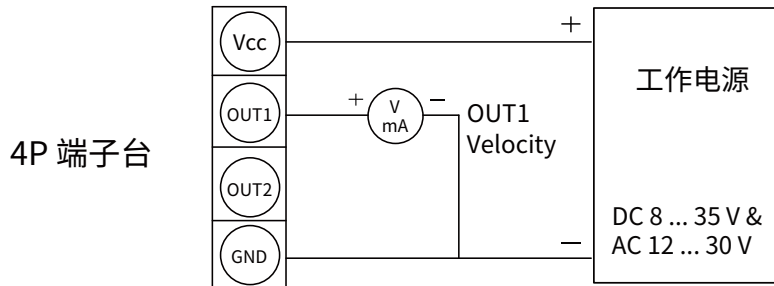 4P 端子台
Vcc
OUT1
OUT2
GND
+
V
mA
−
OUT1
Velocity
+
−
工作电源
DC 8 ... 35 V &
AC 12 ... 30 V